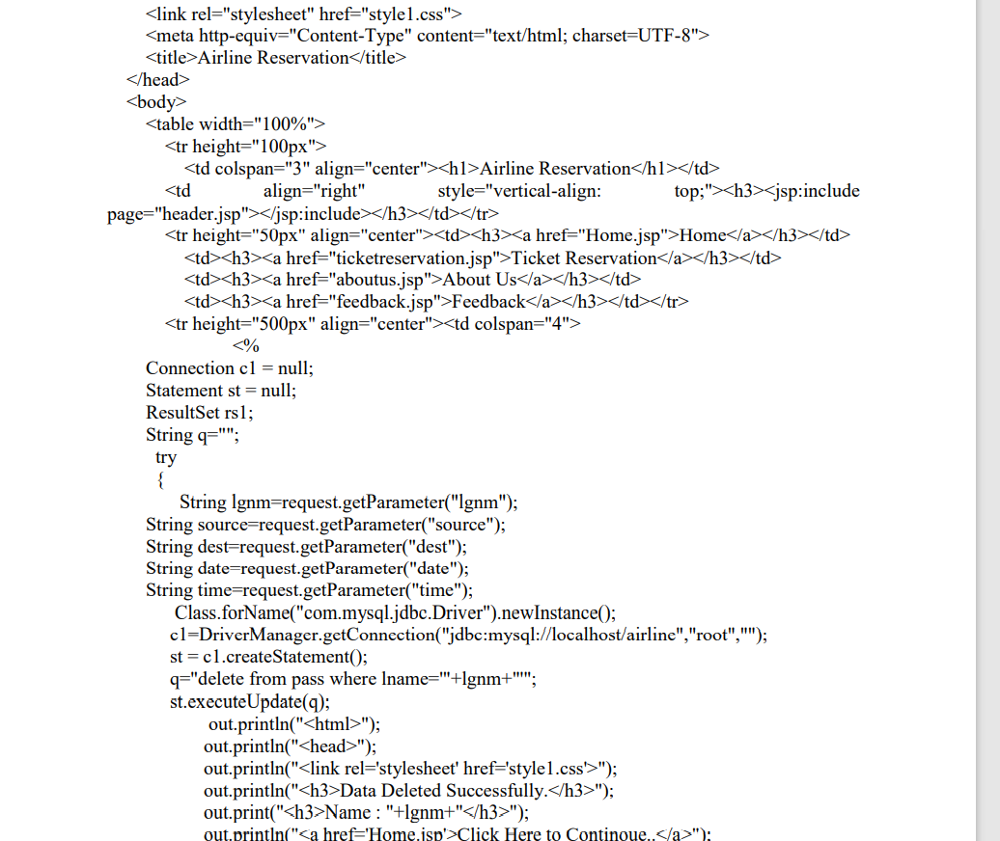 <link rel="stylesheet" href="style1.css">
<meta http-equiv="Content-Type" content="text/html; charset=UTF-8">
<title>Airline Reservation</title>
</head>
<body>
<table width="100%">
<tr height="100px">
<td colspan="3" align="center"><h1>Airline Reservation</h1></td>
<td align="right" style="vertical-align: top;"><h3><jsp:include
page="header.jsp"></jsp:include></h3></td></tr>
<tr height="50px" align="center"><td><h3><a href="Home.jsp">Home</a></h3></td>
<td><h3><a href="ticketreservation.jsp">Ticket Reservation</a></h3></td>
<td><h3><a href="aboutus.jsp">About Us</a></h3></td>
<td><h3><a href="feedback.jsp">Feedback</a></h3></td></tr>
<tr height="500px" align="center"><td colspan="4">
<%
Connection c1 = null;
Statement st = null;
ResultSet rs1;
String q="";
try
{
String lgnm=request.getParameter("lgnm");
String source=request.getParameter("source");
String dest=request.getParameter("dest");
String date=request.getParameter("date");
String time=request.getParameter("time");
Class.forName("com.mysql.jdbc.Driver").newInstance();
c1=DriverManager.getConnection("jdbc:mysql://localhost/airline","root","");
st = c1.createStatement();
q="delete from pass where lname='"+lgnm+"'";
st.executeUpdate(q);
out.println("<html>");
out.println("<head>");
out.println("<link rel='stylesheet' href='style1.css'>");
out.println("<h3>Data Deleted Successfully.</h3>");
out.print("<h3>Name : "+lgnm+"</h3>");
out.println("<a href='Home.jsp'>Click Here to Continoue..</a>");